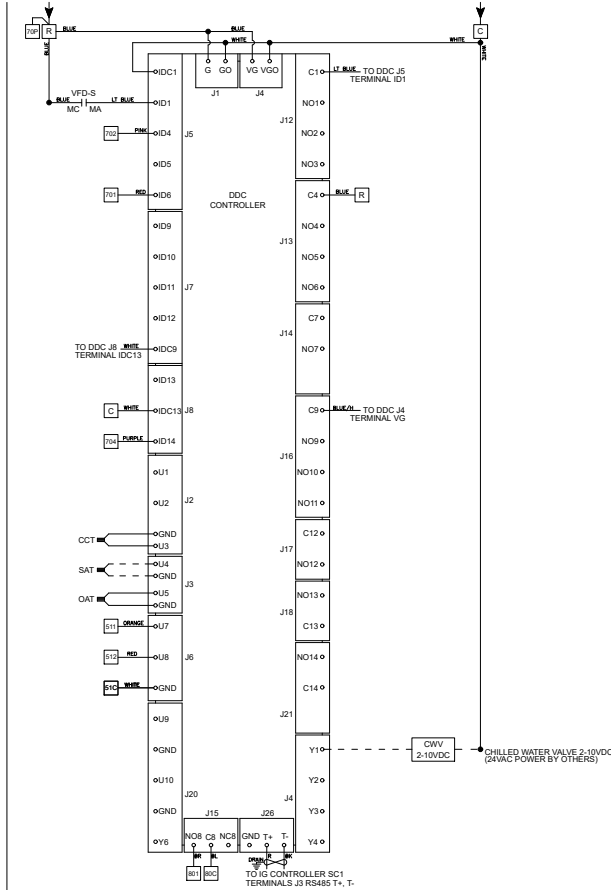 70P R BLUE BLUE C
WHITE
BLUE
WHITE
G GO VG VGO
J1 J4
IDC1
VFD-S
BLUE MC MA LT BLUE ID1
702 PINK ID4
J5
ID5
701 RED ID6
DDC
CONTROLLER
ID9
ID10
ID11
J7
ID12
TO DDC J8 WHITE IDC9
TERMINAL IDC13
ID13
C WHITE IDC13 J8
704 PURPLE ID14
U1
J2
U2
CCT GND
U3
SAT U4
GND
J3
OAT U5
GND
511 ORANGE U7
512 RED U8 J6
51C WHITE GND
U9
GND
U10
J20
GND
Y6
J15 J26
NO8 C8 NC8 GND T+ T-
BR BL DRAIN R BK
801 80C
TO IG CONTROLLER SC1
TERMINALS J3 RS485 T+, T-
C1 LT BLUE TO DDC J5
TERMINAL ID1
NO1
J12
NO2
NO3
C4 BLUE R
NO4
J13
NO5
NO6
C7
J14
NO7
C9 BLUE/H TO DDC J4
TERMINAL VG
NO9
J16
NO10
NO11
C12
J17
NO12
NO13
J18
C13
NO14
C14
J21
Y1 CWV
2-10VDC
CHILLED WATER VALVE 2-10VDC
(24VAC POWER BY OTHERS)
Y2
J4
Y3
Y4
WHITE